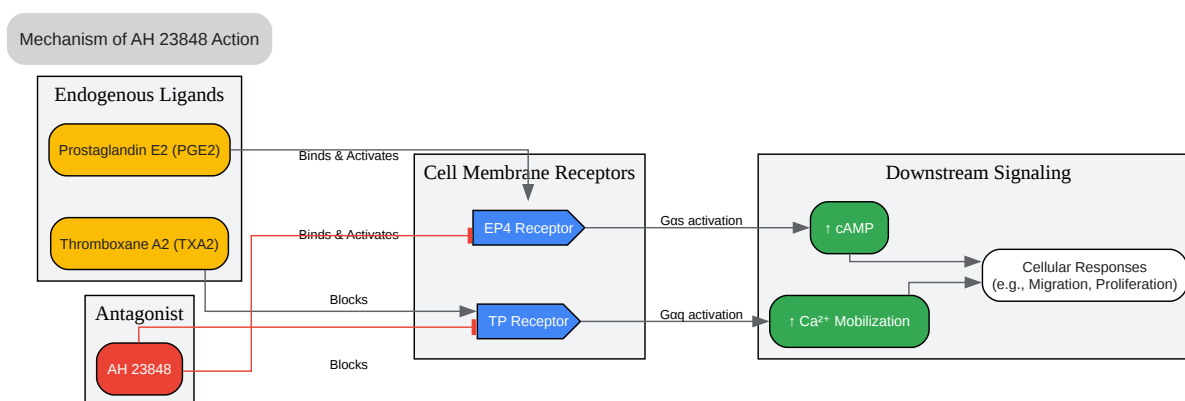 Mechanism of AH 23848 Action
Endogenous Ligands
Prostaglandin E2 (PGE2)
Thromboxane A2 (TXA2)
Antagonist
AH 23848
Binds & Activates
Binds & Activates
Blocks
Blocks
Cell Membrane Receptors
EP4 Receptor
TP Receptor
Gαs activation
Gαq activation
Downstream Signaling
↑ cAMP
↑ Ca²⁺ Mobilization
Cellular Responses
(e.g., Migration, Proliferation)